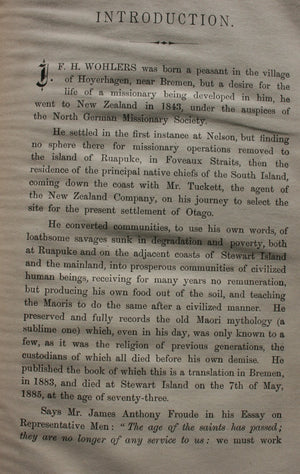 INTRODUCTION.
J. F. H. WOHLERS was born a peasant in the village
of Hoyerhagen, near Bremen, but a desire for the
life of a missionary being developed in him, he
went to New Zealand in 1843, under the auspices of
the North German Missionary Society.
He settled in the first instance at Nelson, but finding
no sphere there for missionary operations removed to
the island of Ruapuke, in Foveaux Straits, then the
residence of the principal native chiefs of the South Island,
coming down the coast with Mr. Tuckett, the agent of
the New Zealand Company, on his journey to select the
site for the present settlement of Otago.
He converted communities, to use his own words, of
loathsome savages sunk in degradation and poverty, both
at Ruapuke and on the adjacent coasts of Stewart Island
and the mainland, into prosperous communities of civilized
human beings, receiving for many years no remuneration,
but producing his own food out of the soil, and teaching
the Maoris to do the same after a civilized manner. He
preserved and fully records the old Maori mythology (a
sublime one) which, even in his day, was only known to a
few, as it was the religion of previous generations, the
custodians of which all died before his own demise. He
published the book of which this is a translation in Bremen,
in 1883, and died at Stewart Island on the 7th of May,
1885, at the age of seventy-three.
Says Mr. James Anthony Froude in his Essay on
Representative Men: "The age of the saints has passed;
they are no longer of any service to us: we must work